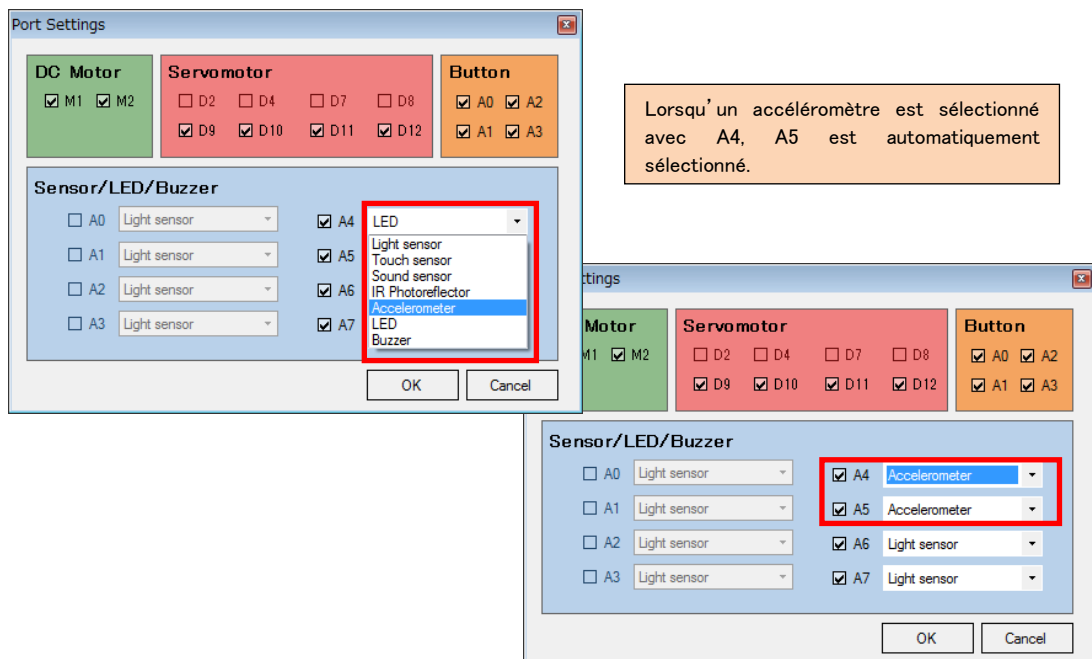 Port Settings
DC Motor Servomotor Button
M1 M2 D2 D4 D7 D8 A0 A2
D9 D10 D11 D12 A1 A3
Sensor/LED/Buzzer
A0 Light sensor A4 LED
Light sensor
A1 Light sensor A5 Touch sensor
Sound sensor
A2 Light sensor A6 IR Photoreflector
Accelerometer
A3 Light sensor A7 LED
Buzzer
OK Cancel
Lorsqu'un accéléromètre est sélectionné
avec A4, A5 est automatiquement
sélectionné.
ttings
Motor Servomotor Button
M1 M2 D2 D4 D7 D8 A0 A2
D9 D10 D11 D12 A1 A3
Sensor/LED/Buzzer
A0 Light sensor A4 Accelerometer
A1 Light sensor A5 Accelerometer
A2 Light sensor A6 Light sensor
A3 Light sensor A7 Light sensor
OK Cancel